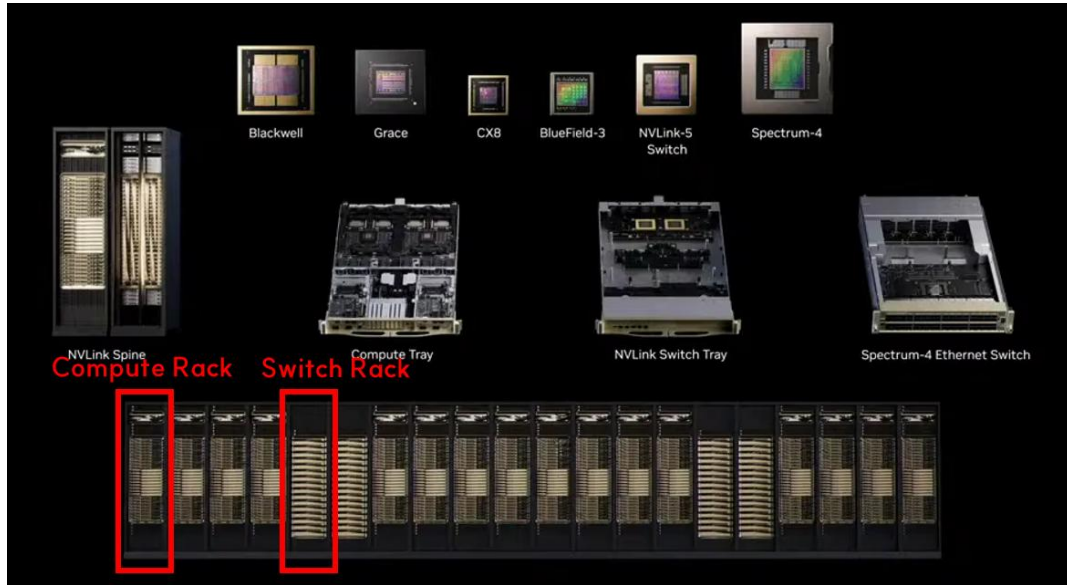 Blackwell
Grace
CX8
BlueField-3
NVLink-5
Switch
Spectrum-4
NVLink Spine
Compute Tray
NVLink Switch Tray
Spectrum-4 Ethernet Switch
Compute Rack
Switch Rack